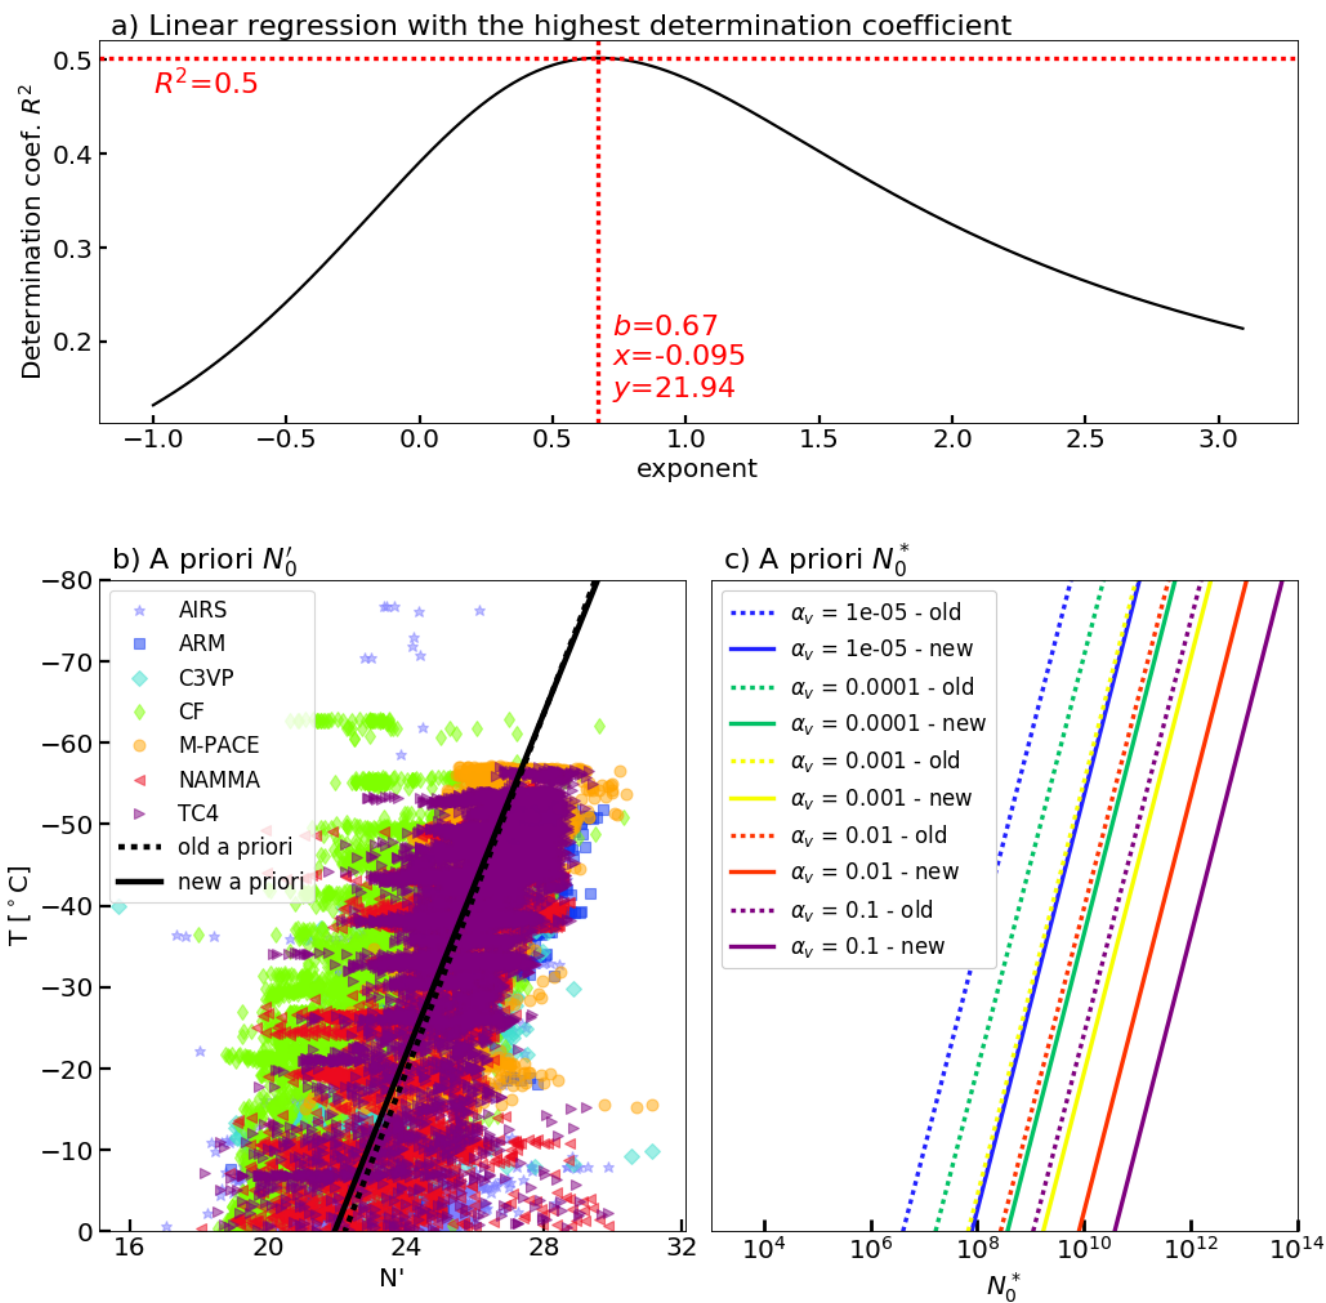 a) Linear regression with the highest determination coefficient
Determination coef. R²
0.5
0.4
0.3
0.2
R²=0.5
b=0.67
x=-0.095
y=21.94
−1.0 −0.5 0.0 0.5 1.0 1.5 2.0 2.5 3.0
exponent
b) A priori N₀′
T [°C]
−80
−70
−60
−50
−40
−30
−20
−10
0
AIRS
ARM
C3VP
CF
M-PACE
NAMMA
TC4
old a priori
new a priori
16 20 24 28 32
N'
c) A priori N₀*
αᵥ = 1e-05 - old
αᵥ = 1e-05 - new
αᵥ = 0.0001 - old
αᵥ = 0.0001 - new
αᵥ = 0.001 - old
αᵥ = 0.001 - new
αᵥ = 0.01 - old
αᵥ = 0.01 - new
αᵥ = 0.1 - old
αᵥ = 0.1 - new
10⁴ 10⁶ 10⁸ 10¹⁰ 10¹² 10¹⁴
N₀*